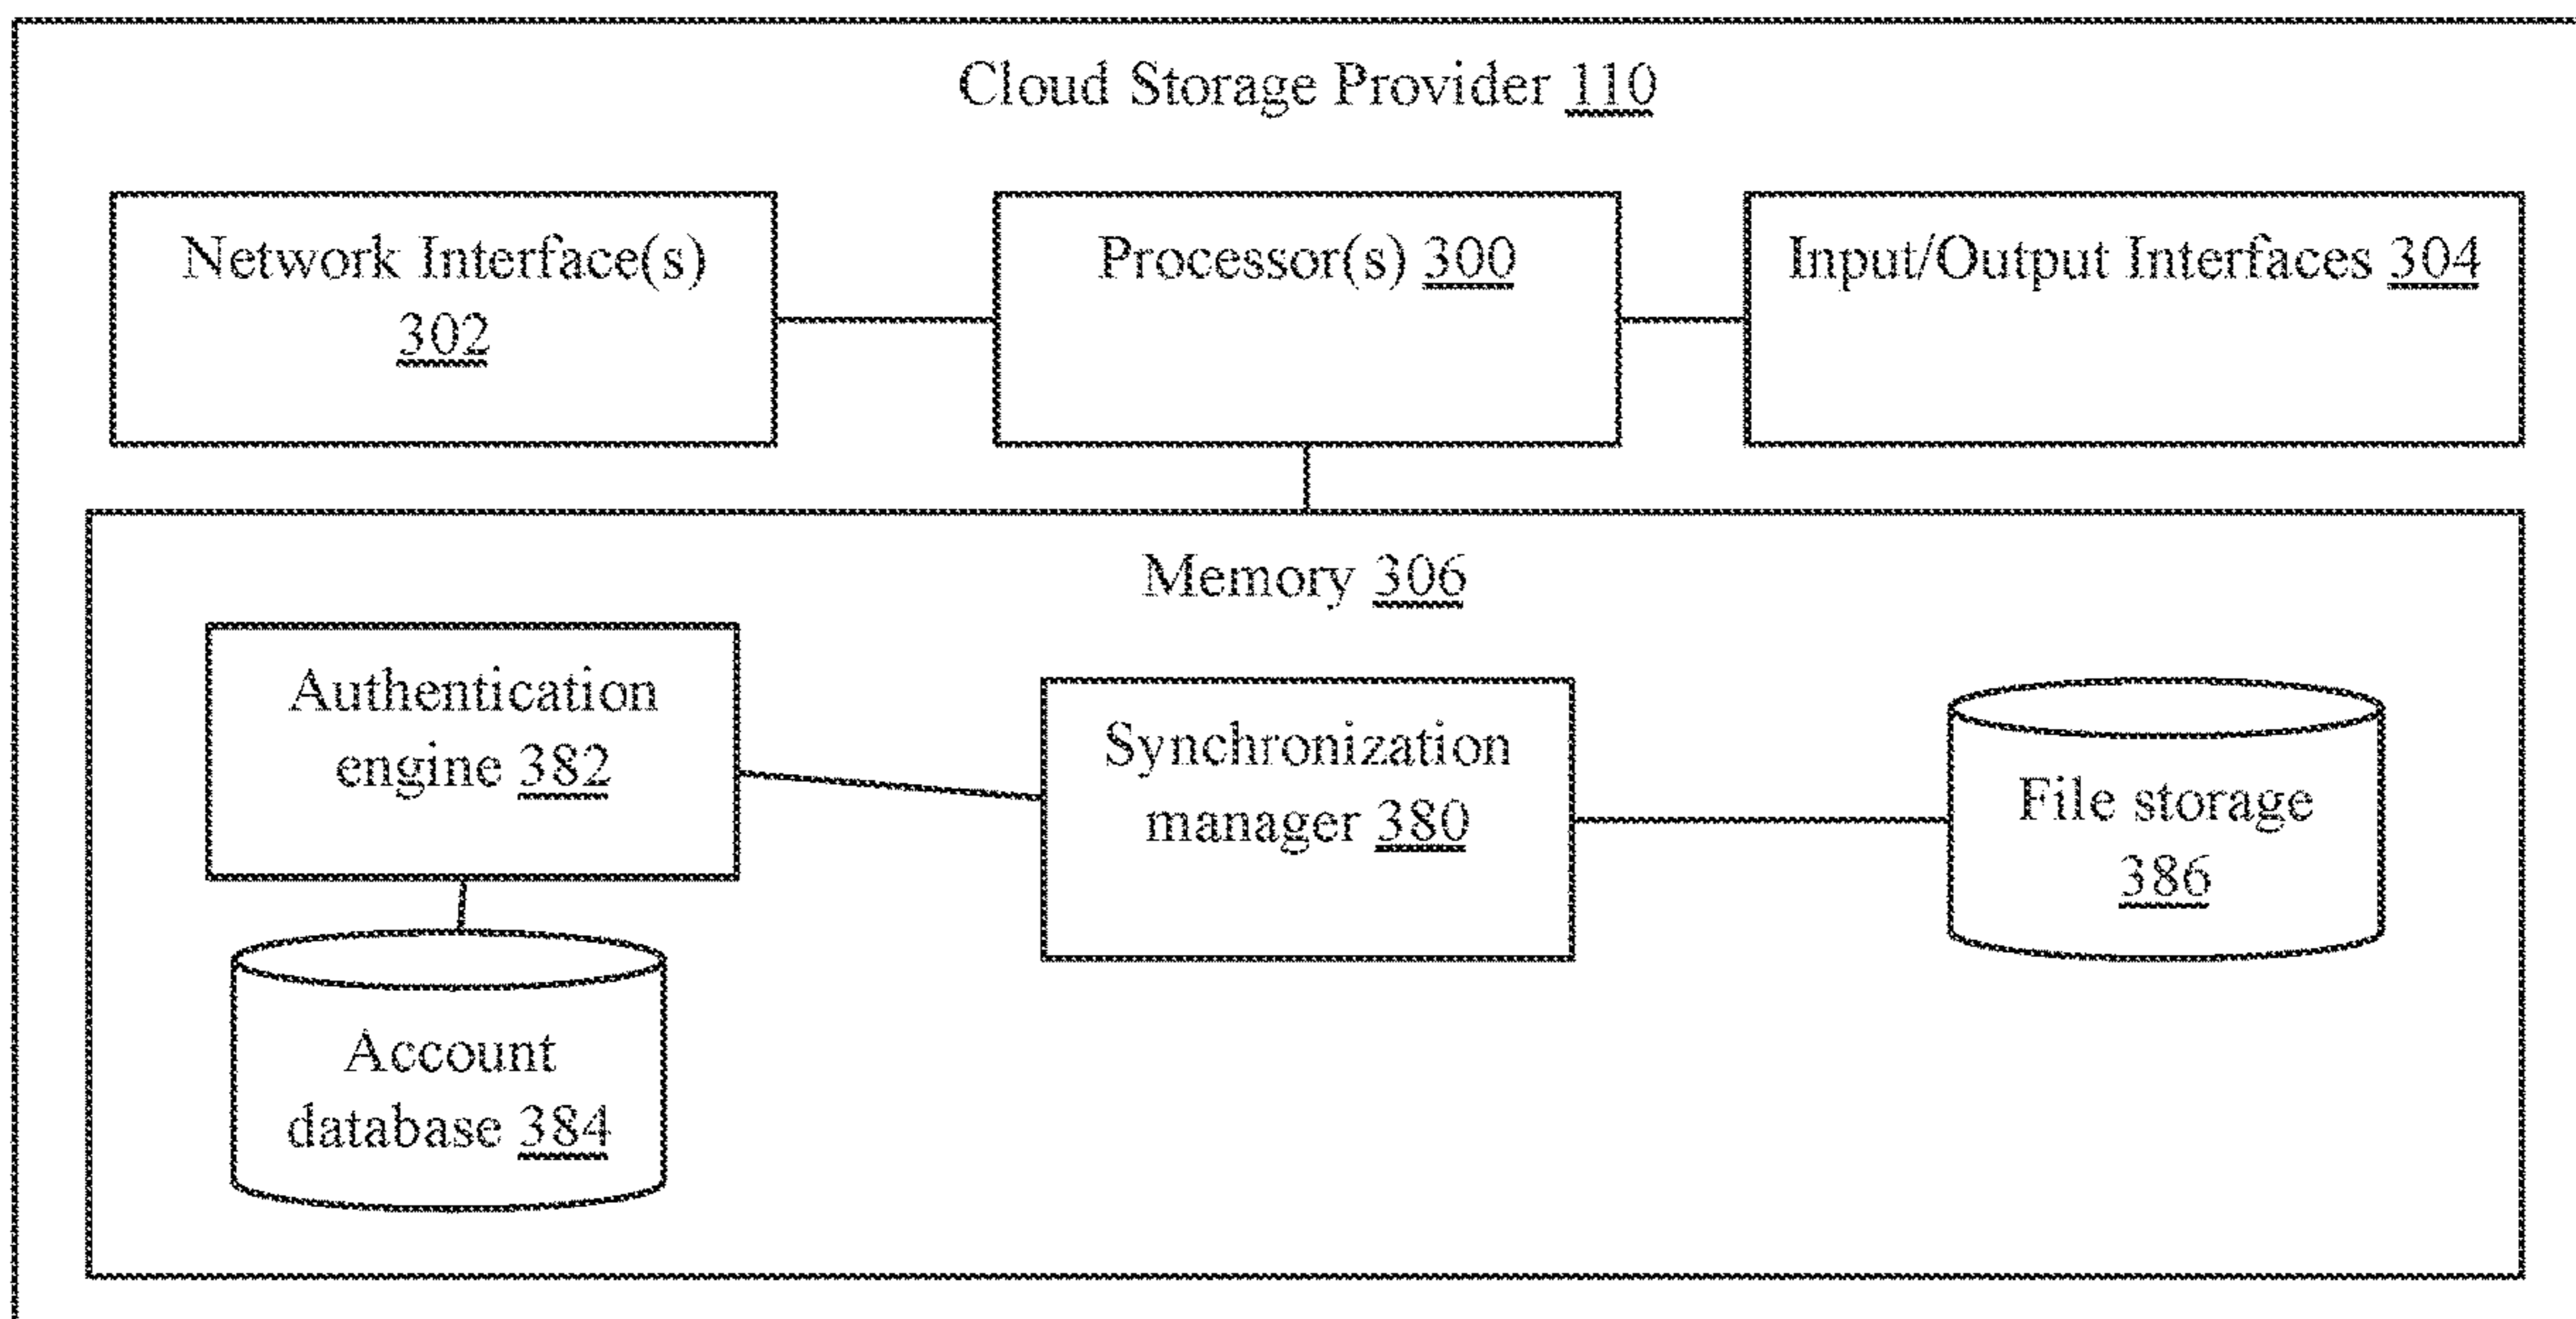 Cloud Storage Provider 110
Network Interface(s)
302
Processor(s) 300
Input/Output Interfaces 304
Memory 306
Authentication
engine 382
Synchronization
manager 380
File storage
386
Account
database 384